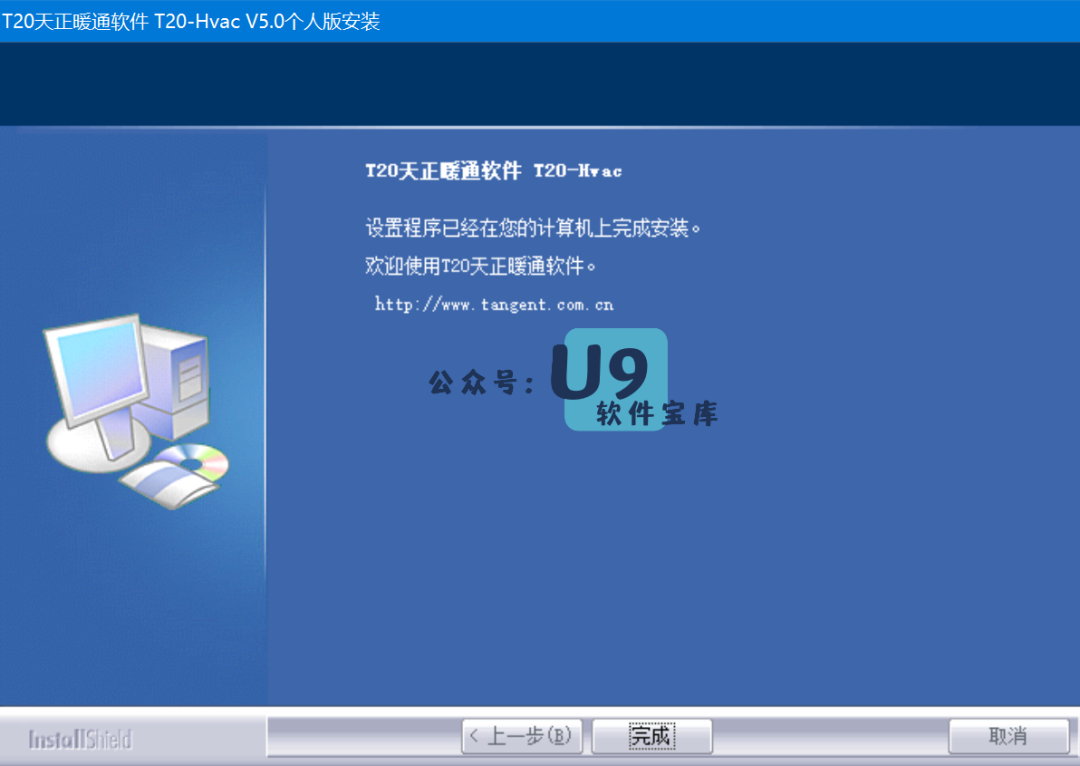 T20天正暖通软件 T20-Hvac V5.0个人版安装
T20天正暖通软件 T20-Hvac
设置程序已经在您的计算机上完成安装。
欢迎使用T20天正暖通软件。
http://www.tangent.com.cn
公众号：U9
软件宝库
InstallShield
< 上一步(B)
完成
取消